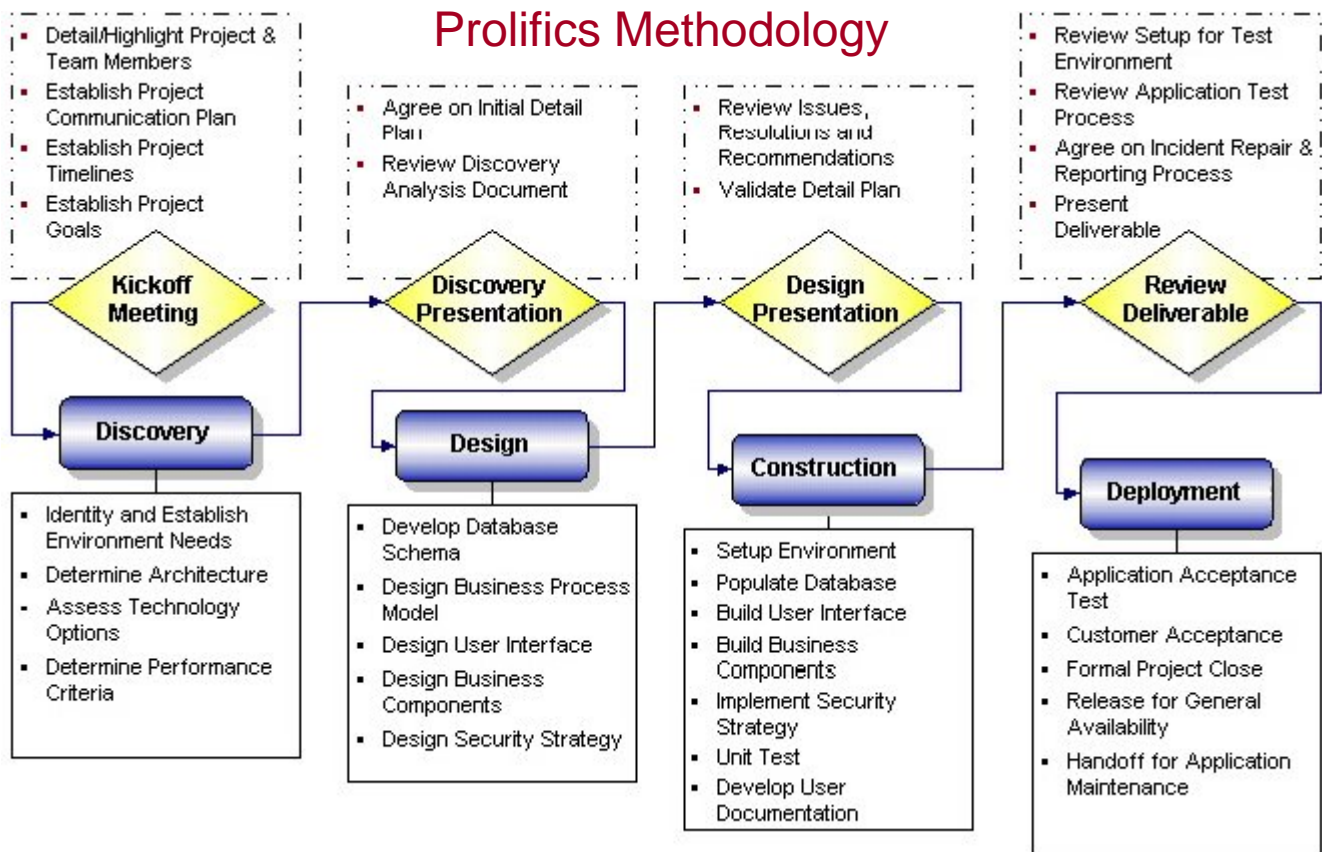 Prolifics Methodology
▪ Detail/Highlight Project &
Team Members
▪ Establish Project
Communication Plan
▪ Establish Project
Timelines
▪ Establish Project
Goals
Kickoff
Meeting
Discovery
▪ Identity and Establish
Environment Needs
▪ Determine Architecture
▪ Assess Technology
Options
▪ Determine Performance
Criteria
▪ Agree on Initial Detail
Plan
▪ Review Discovery
Analysis Document
Discovery
Presentation
Design
▪ Develop Database
Schema
▪ Design Business Process
Model
▪ Design User Interface
▪ Design Business
Components
▪ Design Security Strategy
▪ Review Issues,
Resolutions and
Recommendations
▪ Validate Detail Plan
Design
Presentation
Construction
▪ Setup Environment
▪ Populate Database
▪ Build User Interface
▪ Build Business
Components
▪ Implement Security
Strategy
▪ Unit Test
▪ Develop User
Documentation
▪ Review Setup for Test
Environment
▪ Review Application Test
Process
▪ Agree on Incident Repair &
Reporting Process
▪ Present
Deliverable
Review
Deliverable
Deployment
▪ Application Acceptance
Test
▪ Customer Acceptance
▪ Formal Project Close
▪ Release for General
Availability
▪ Handoff for Application
Maintenance